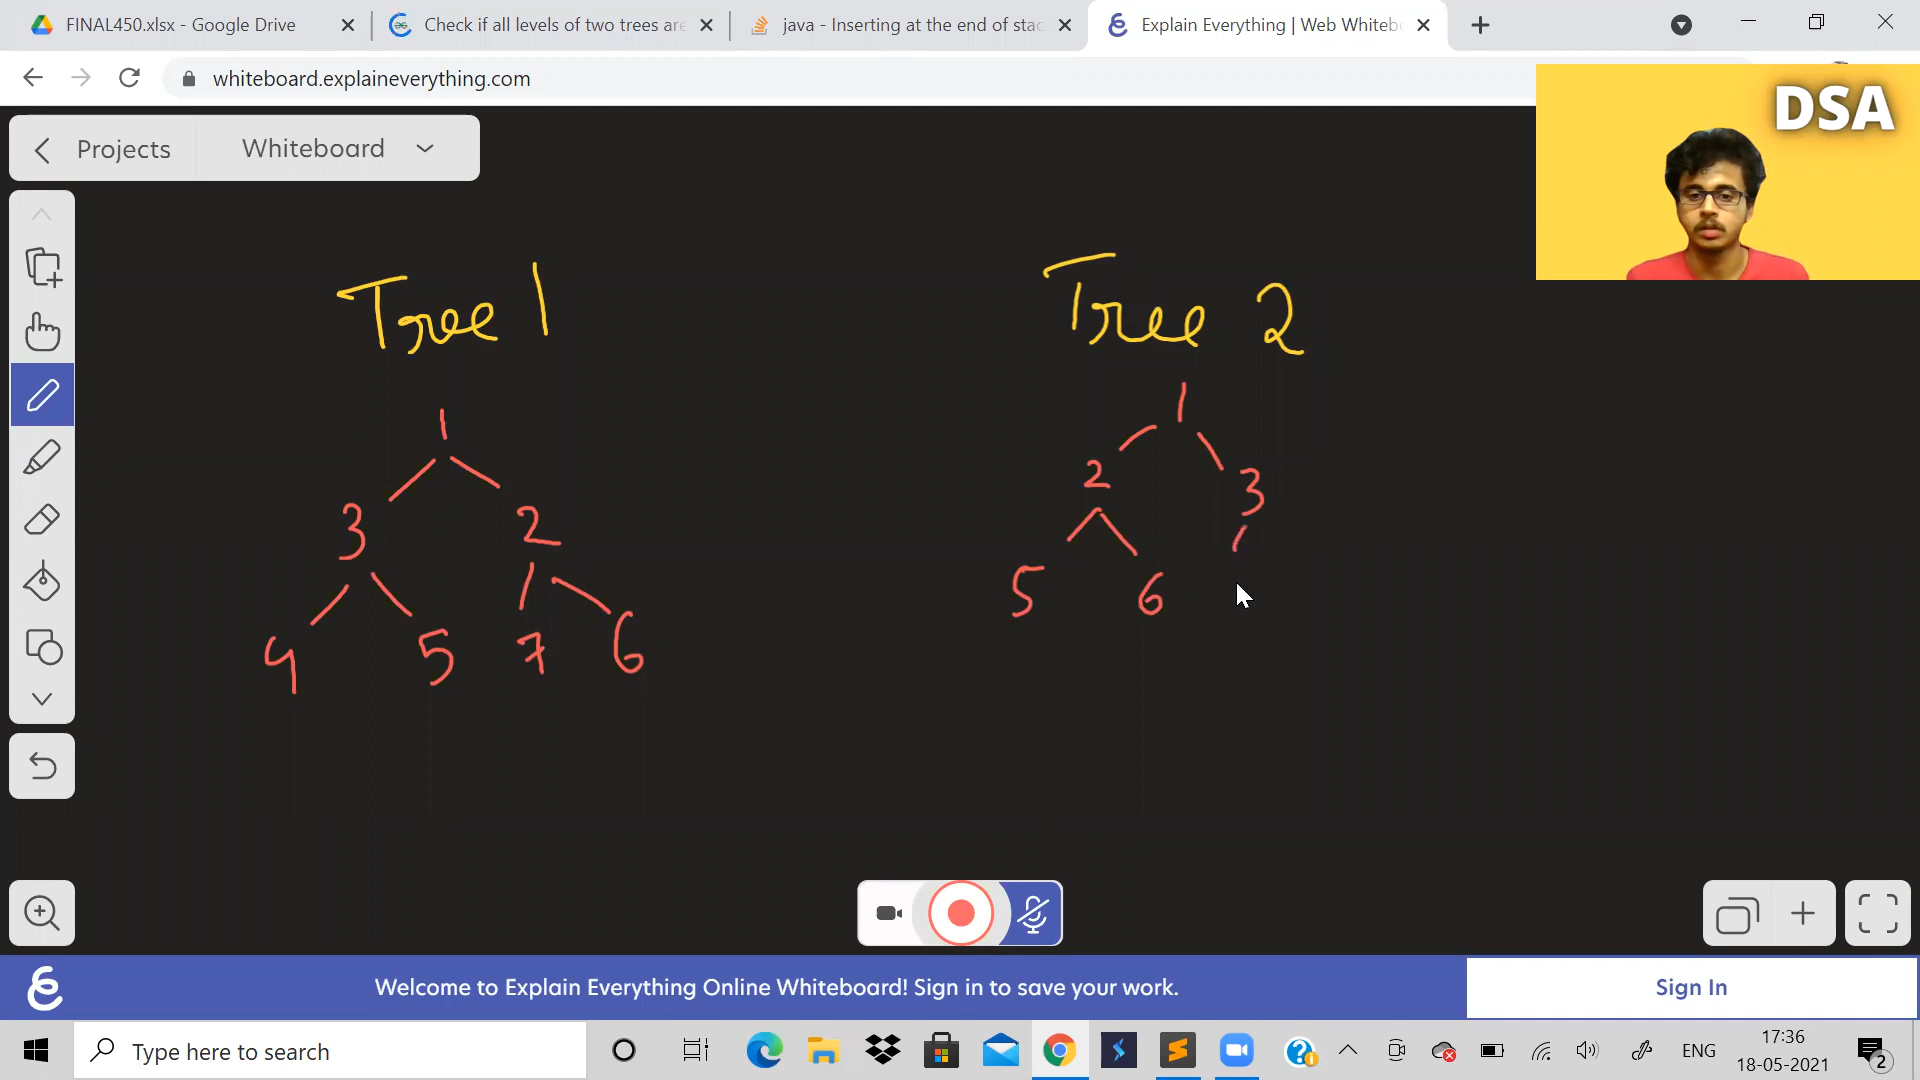 FINAL450.xlsx - Google Drive
Check if all levels of two trees are
java - Inserting at the end of stac
Explain Everything | Web Whitebo
whiteboard.explaineverything.com
DSA
Projects
Whiteboard
Tree 1
Tree 2
1
1
2
3
3
2
5
6
4
5
7
6
Welcome to Explain Everything Online Whiteboard! Sign in to save your work.
Sign In
Type here to search
ENG
17:36
18-05-2021
2